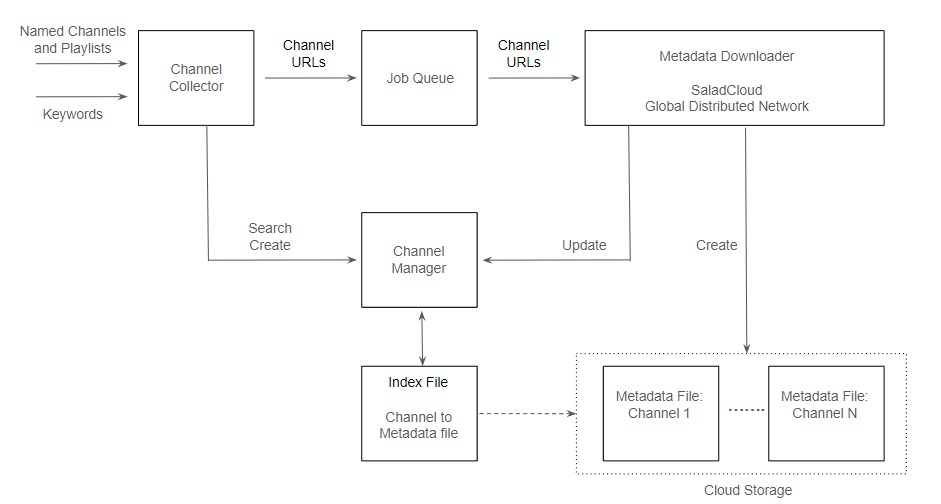 Named Channels
and Playlists
Keywords
Channel
Collector
Channel
URLs
Job Queue
Channel
URLs
Metadata Downloader
SaladCloud
Global Distributed Network
Search
Create
Channel
Manager
Update
Create
Index File
Channel to
Metadata file
Metadata File:
Channel 1
Metadata File:
Channel N
Cloud Storage